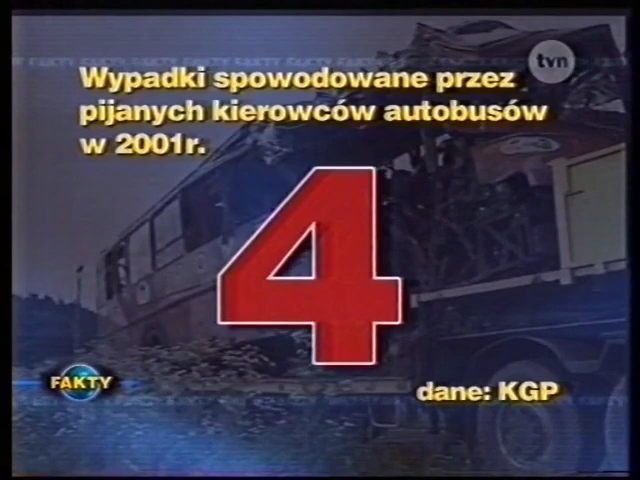 tvn
Wypadki spowodowane przez
pijanych kierowców autobusów
w 2001r.
4
FAKTY
dane: KGP